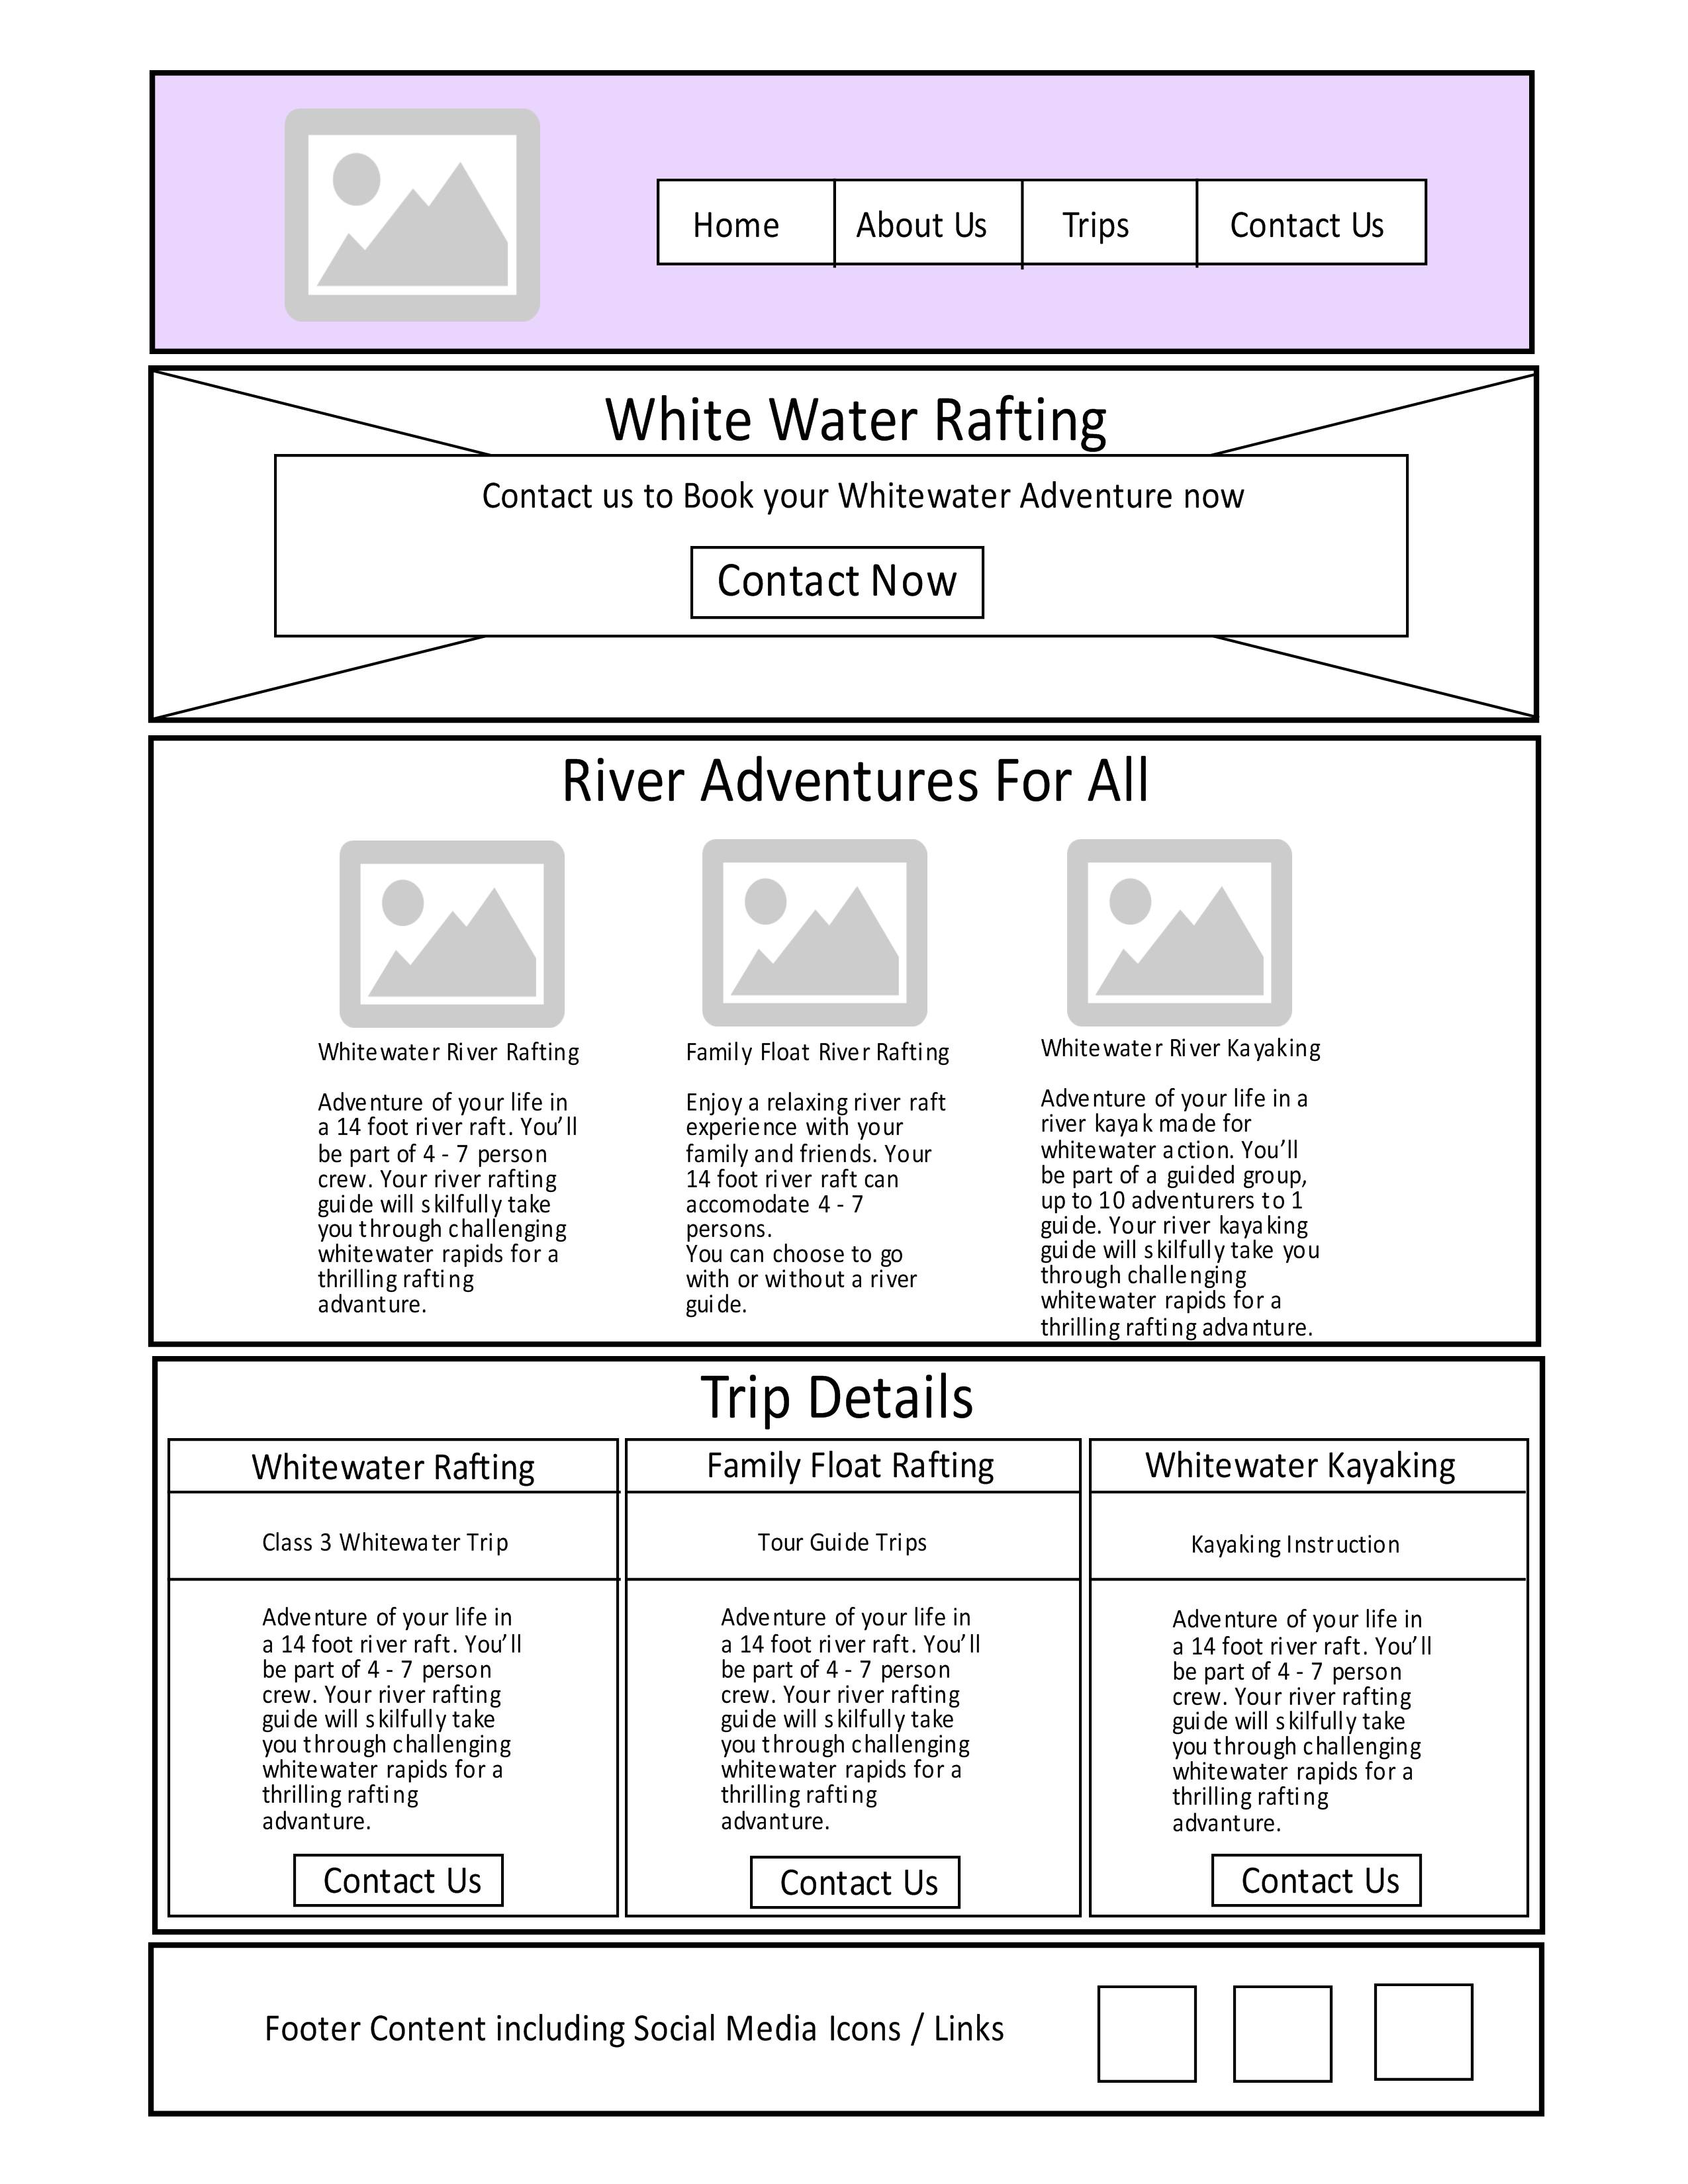 Home
About Us
Trips
Contact Us
White Water Rafting
Contact us to Book your Whitewater Adventure now
Contact Now
River Adventures For All
Whitewater River Rafting
Adventure of your life in
a 14 foot river raft. You’ll
be part of 4 - 7 person
crew. Your river rafting
guide will skilfully take
you through challenging
whitewater rapids for a
thrilling rafting
advanture.
Family Float River Rafting
Enjoy a relaxing river raft
experience with your
family and friends. Your
14 foot river raft can
accomodate 4 - 7
persons.
You can choose to go
with or without a river
guide.
Whitewater River Kayaking
Adventure of your life in a
river kayak made for
whitewater action. You’ll
be part of a guided group,
up to 10 adventurers to 1
guide. Your river kayaking
guide will skilfully take you
through challenging
whitewater rapids for a
thrilling rafting advanture.
Trip Details
Whitewater Rafting
Class 3 Whitewater Trip
Adventure of your life in
a 14 foot river raft. You’ll
be part of 4 - 7 person
crew. Your river rafting
guide will skilfully take
you through challenging
whitewater rapids for a
thrilling rafting
advanture.
Contact Us
Family Float Rafting
Tour Guide Trips
Adventure of your life in
a 14 foot river raft. You’ll
be part of 4 - 7 person
crew. Your river rafting
guide will skilfully take
you through challenging
whitewater rapids for a
thrilling rafting
advanture.
Contact Us
Whitewater Kayaking
Kayaking Instruction
Adventure of your life in
a 14 foot river raft. You’ll
be part of 4 - 7 person
crew. Your river rafting
guide will skilfully take
you through challenging
whitewater rapids for a
thrilling rafting
advanture.
Contact Us
Footer Content including Social Media Icons / Links